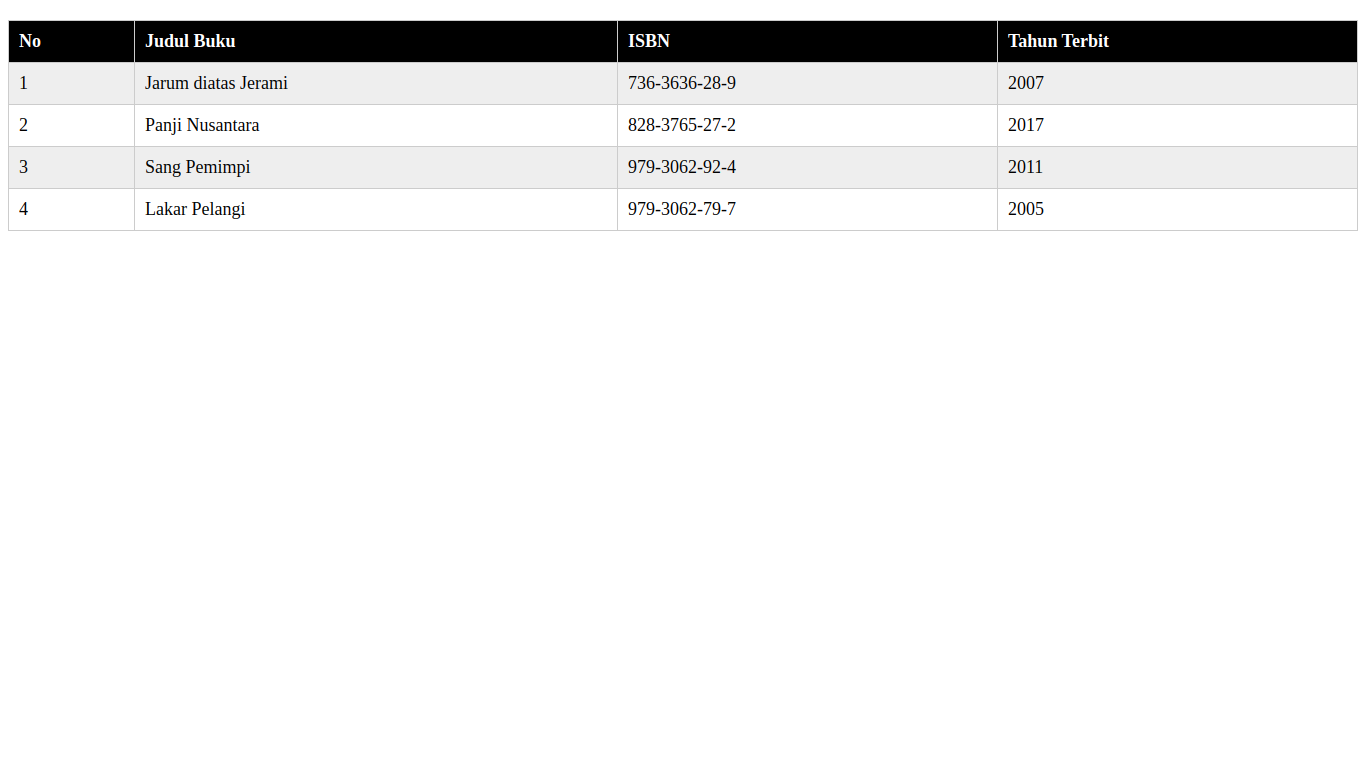 No Judul Buku ISBN Tahun Terbit
1 Jarum diatas Jerami 736-3636-28-9 2007
2 Panji Nusantara 828-3765-27-2 2017
3 Sang Pemimpi 979-3062-92-4 2011
4 Lakar Pelangi 979-3062-79-7 2005